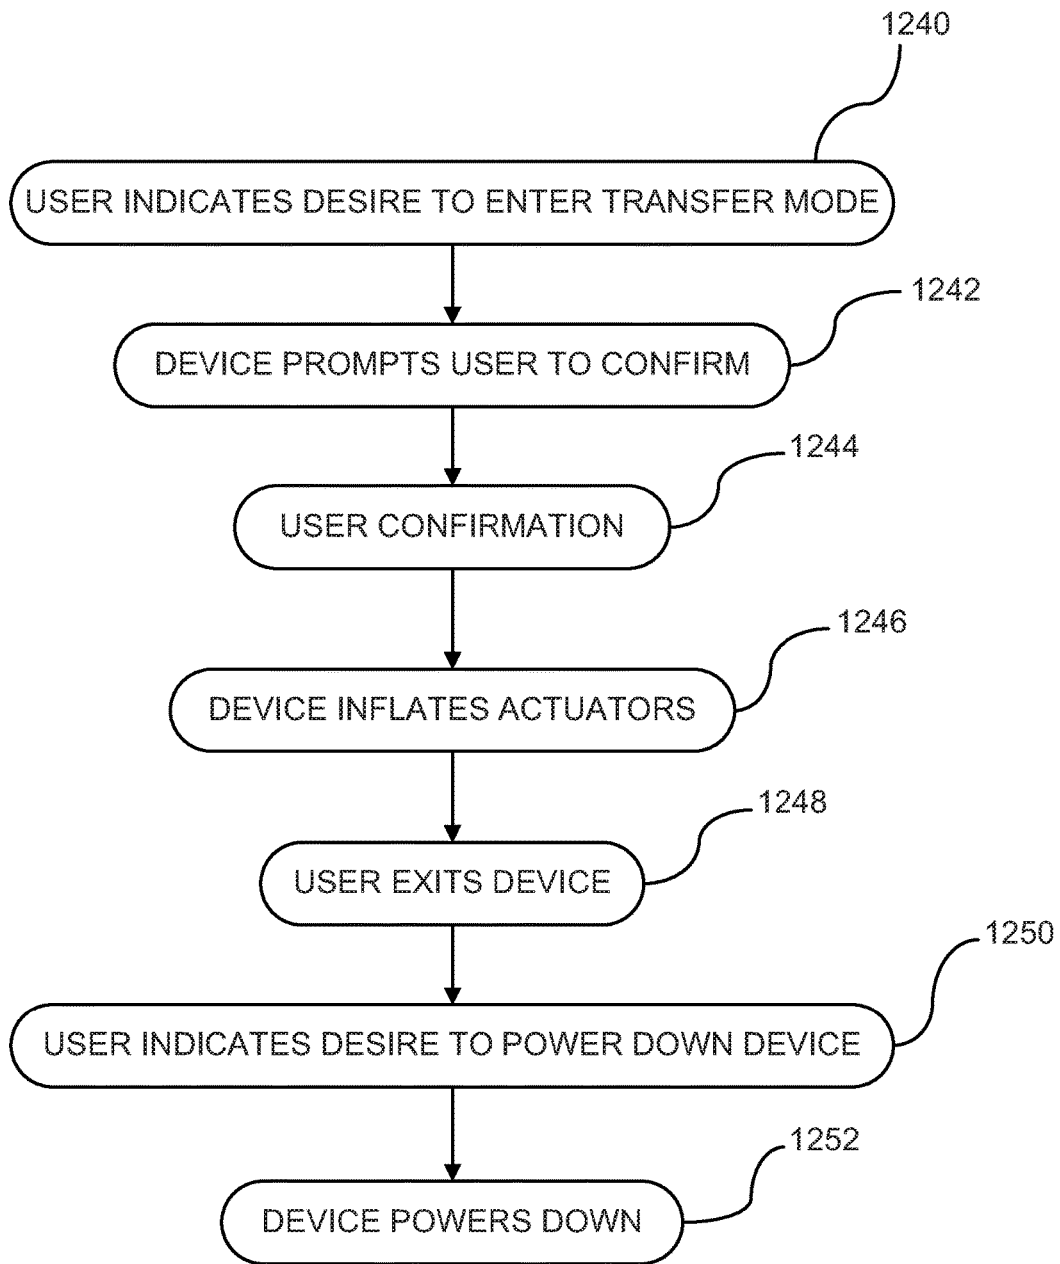 1240
USER INDICATES DESIRE TO ENTER TRANSFER MODE
1242
DEVICE PROMPTS USER TO CONFIRM
1244
USER CONFIRMATION
1246
DEVICE INFLATES ACTUATORS
1248
USER EXITS DEVICE
1250
USER INDICATES DESIRE TO POWER DOWN DEVICE
1252
DEVICE POWERS DOWN